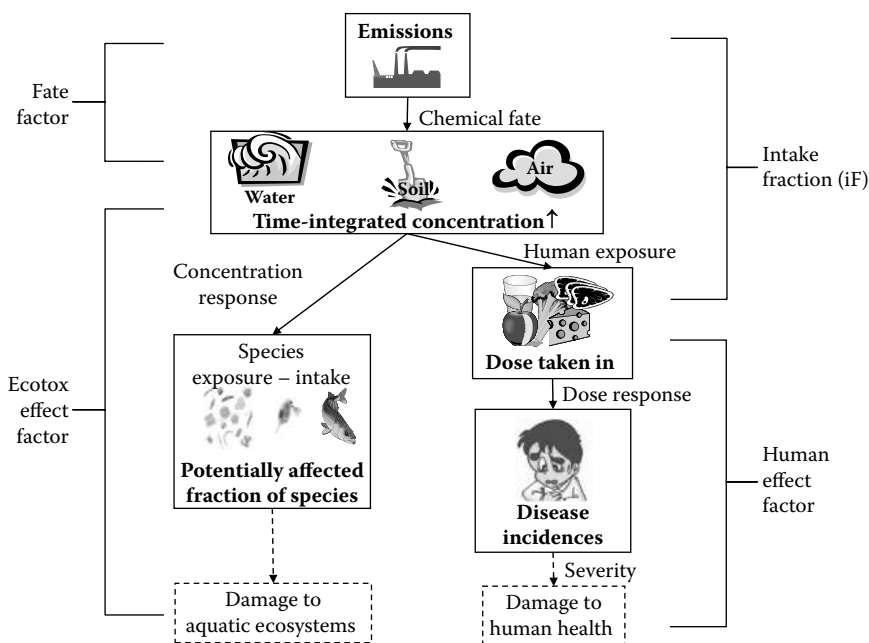 Emissions
Fate
factor
Chemical fate
Water
Soil
Air
Time-integrated concentration↑
Intake
fraction (iF)
Concentration
response
Human exposure
Species
exposure – intake
Potentially affected
fraction of species
Dose taken in
Dose response
Ecotox
effect
factor
Disease
incidences
Human
effect
factor
Severity
Damage to
aquatic ecosystems
Damage to
human health